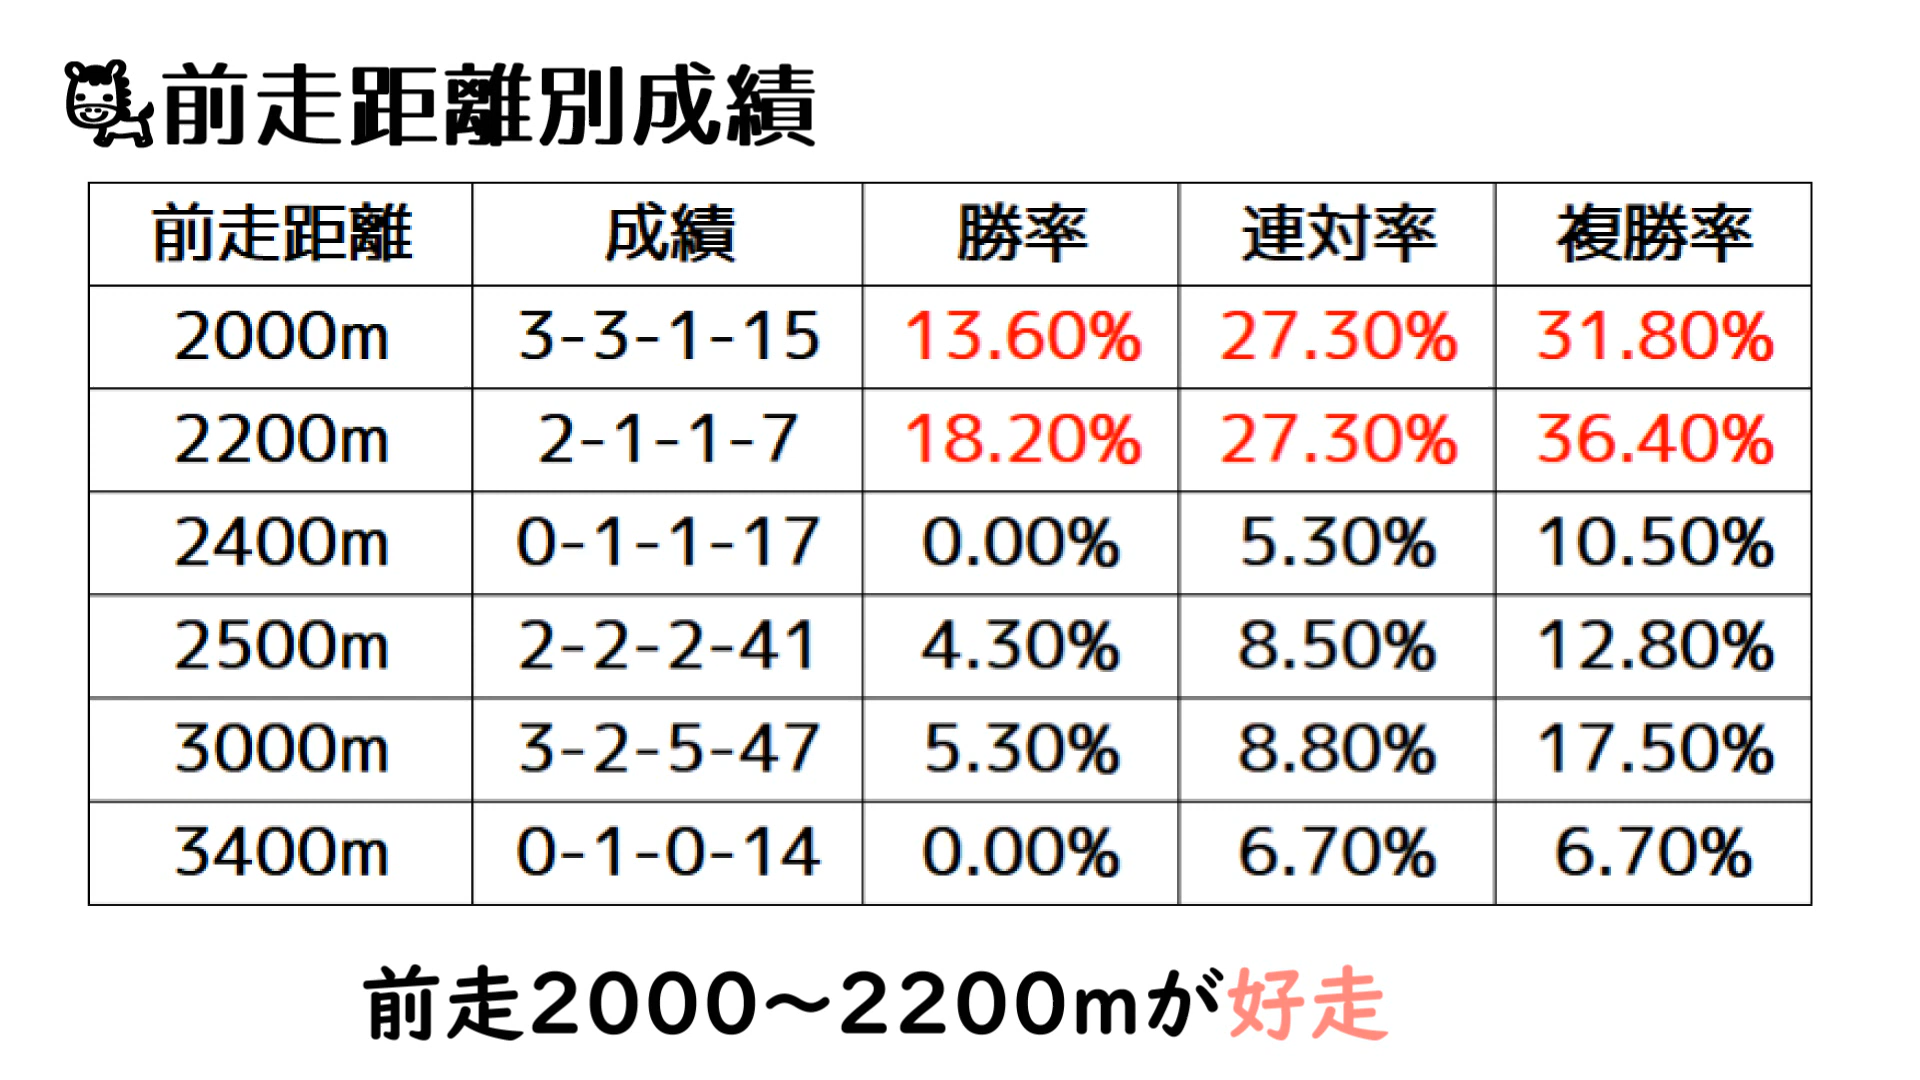 前走距離別成績
前走距離 成績 勝率 連対率 複勝率
2000m 3-3-1-15 13.60% 27.30% 31.80%
2200m 2-1-1-7 18.20% 27.30% 36.40%
2400m 0-1-1-17 0.00% 5.30% 10.50%
2500m 2-2-2-41 4.30% 8.50% 12.80%
3000m 3-2-5-47 5.30% 8.80% 17.50%
3400m 0-1-0-14 0.00% 6.70% 6.70%
前走2000～2200mが好走